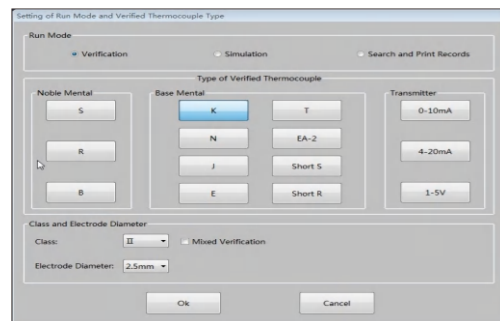 Setting of Run Mode and Verified Thermocouple Type
Run Mode
Verification Simulation Search and Print Records
Type of Verified Thermocouple
Noble Mental Base Mental Transmitter
S K T 0-10mA
N EA-2
R J Short S 4-20mA
B E Short R 1-5V
Class and Electrode Diameter
Class: II Mixed Verification
Electrode Diameter: 2.5mm
Ok Cancel